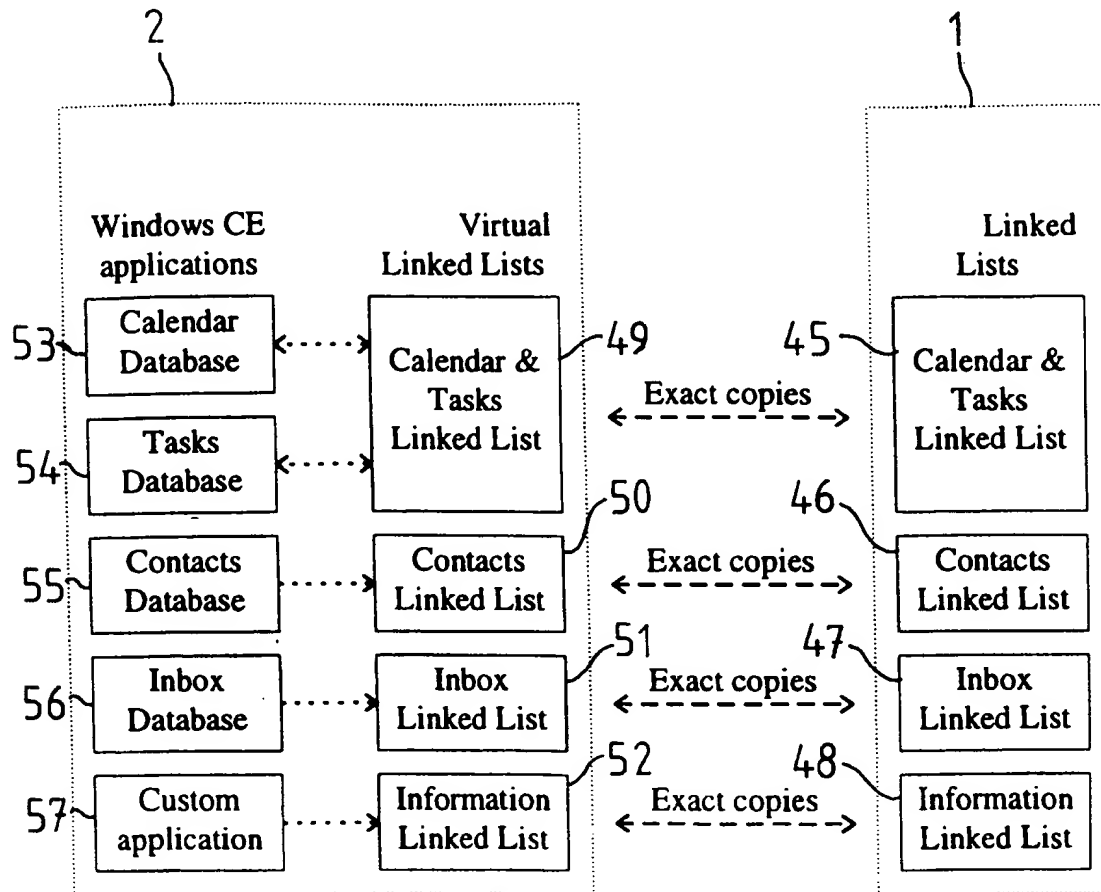 2
1
Windows CE
applications
Virtual
Linked Lists
Linked
Lists
53
Calendar
Database
49
Calendar &
Tasks
Linked List
Exact copies
45
Calendar &
Tasks
Linked List
54
Tasks
Database
55
Contacts
Database
50
Contacts
Linked List
Exact copies
46
Contacts
Linked List
56
Inbox
Database
51
Inbox
Linked List
Exact copies
47
Inbox
Linked List
57
Custom
application
52
Information
Linked List
Exact copies
48
Information
Linked List